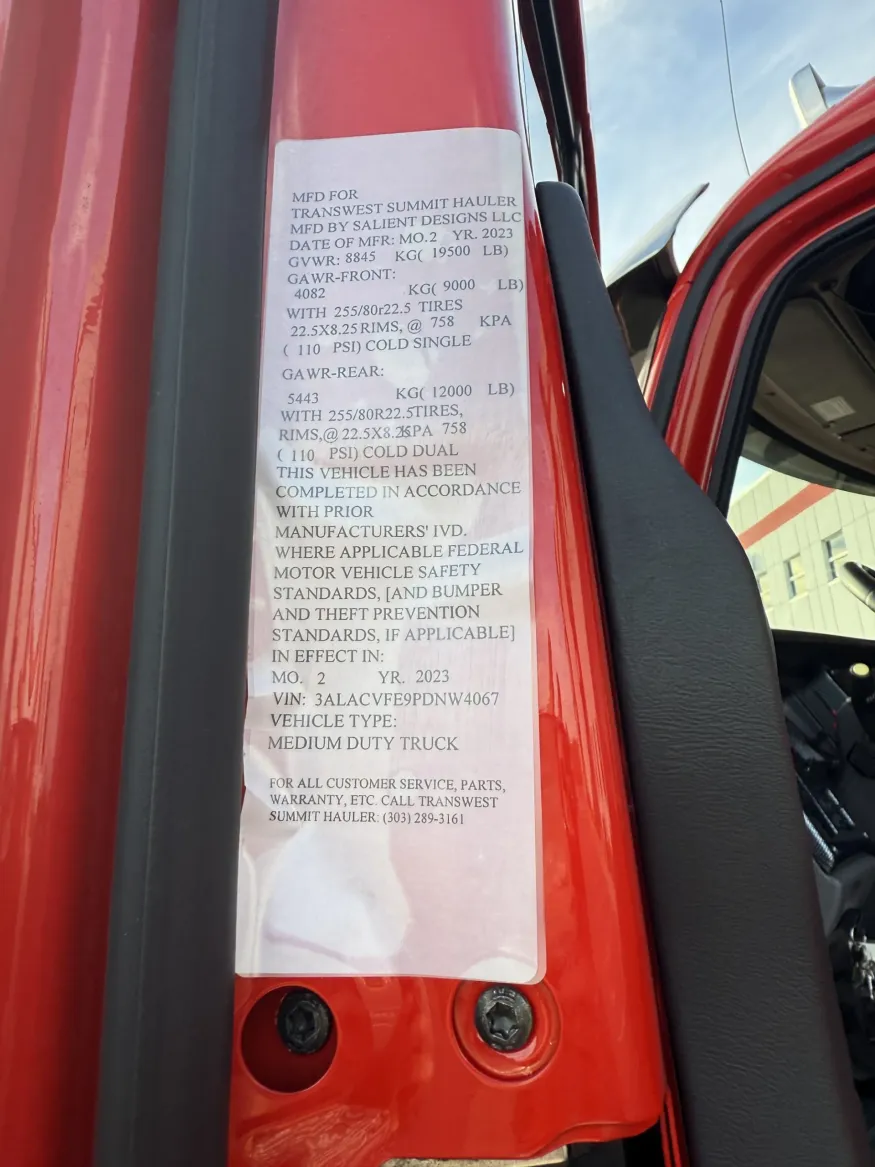 MFD FOR
TRANSWEST SUMMIT HAULER
MFD BY SALIENT DESIGNS LLC
DATE OF MFR: MO.2 YR. 2023
GVWR: 8845 KG( 19500 LB)
GAWR-FRONT:
4082 KG( 9000 LB)
WITH 255/80r22.5 TIRES
22.5X8.25 RIMS, @ 758 KPA
( 110 PSI) COLD SINGLE
GAWR-REAR:
5443 KG( 12000 LB)
WITH 255/80R22.5TIRES,
RIMS,@ 22.5X8.25KPA 758
( 110 PSI) COLD DUAL
THIS VEHICLE HAS BEEN
COMPLETED IN ACCORDANCE
WITH PRIOR
MANUFACTURERS' IVD.
WHERE APPLICABLE FEDERAL
MOTOR VEHICLE SAFETY
STANDARDS, [AND BUMPER
AND THEFT PREVENTION
STANDARDS, IF APPLICABLE]
IN EFFECT IN:
MO. 2 YR. 2023
VIN: 3ALACVFE9PDNW4067
VEHICLE TYPE:
MEDIUM DUTY TRUCK
FOR ALL CUSTOMER SERVICE, PARTS,
WARRANTY, ETC. CALL TRANSWEST
SUMMIT HAULER: (303) 289-3161